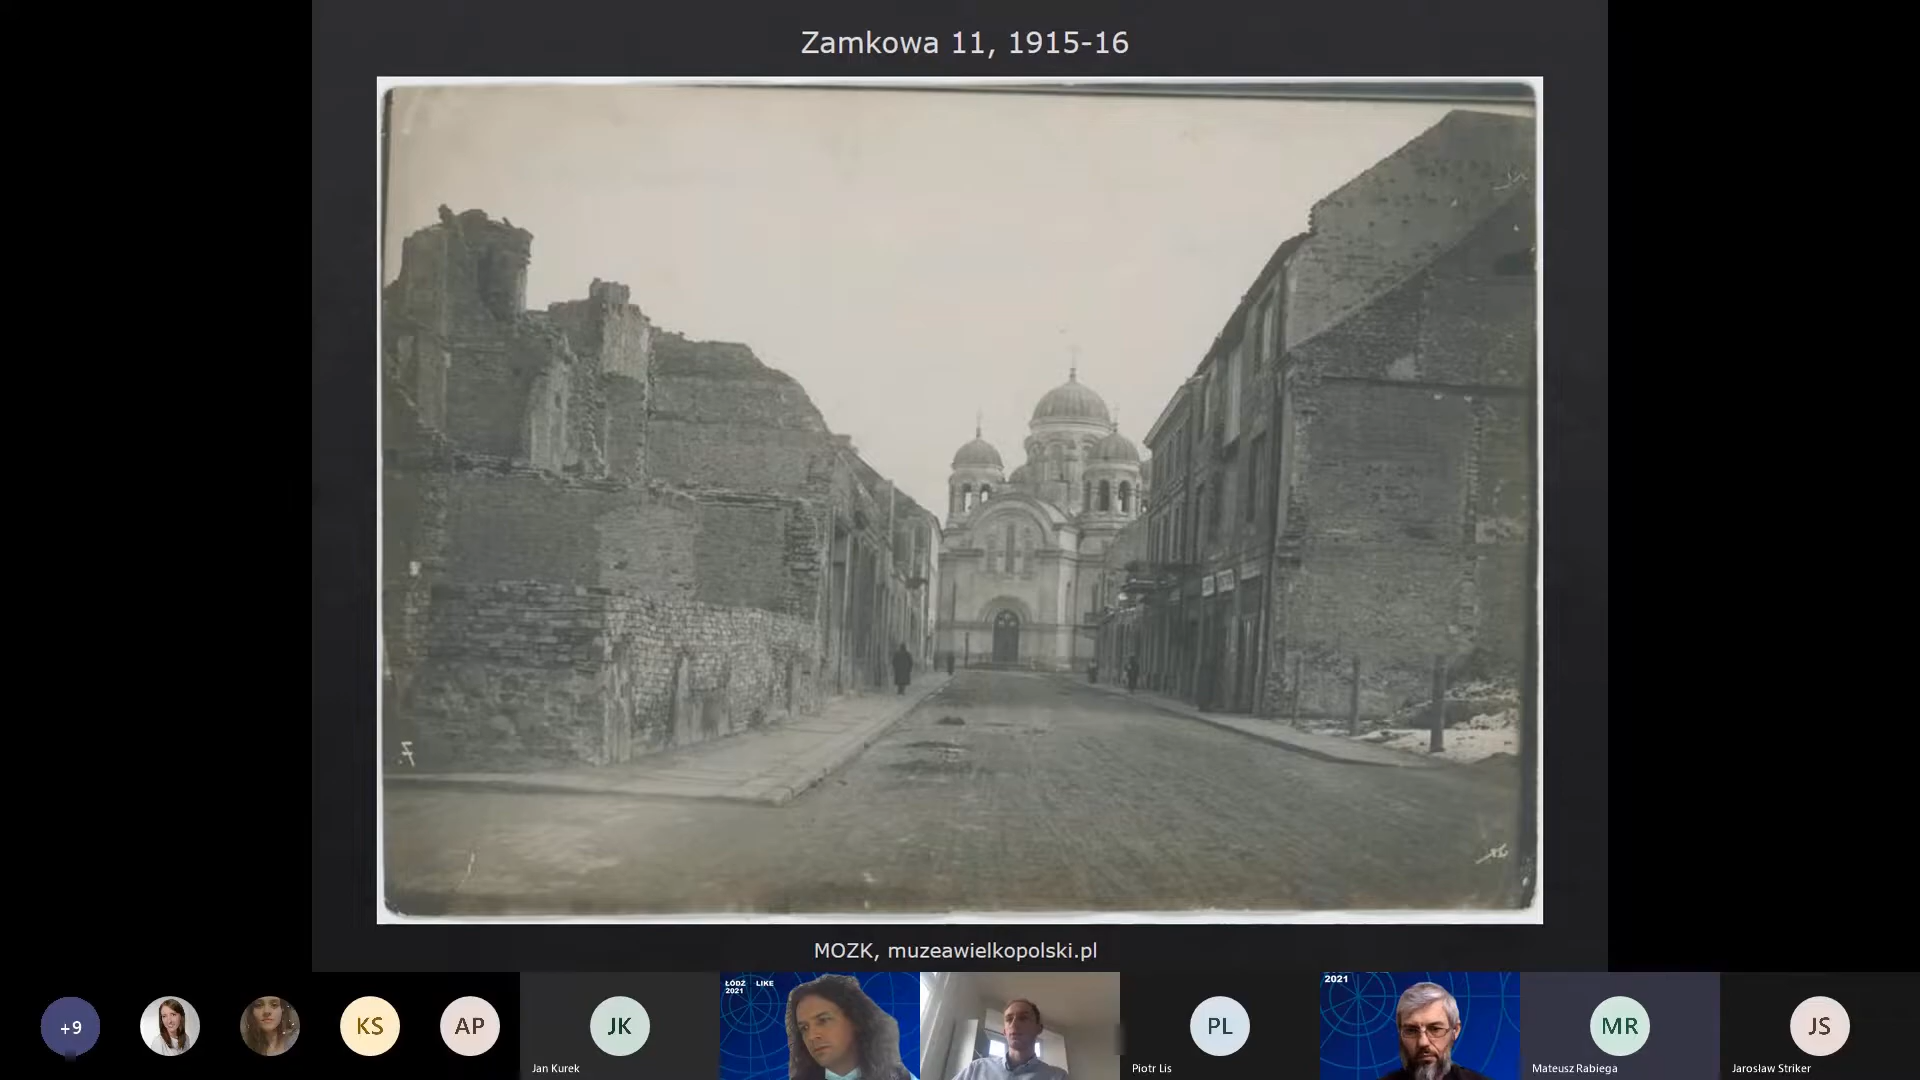 Zamkowa 11, 1915-16
MOZK, muzeawielkopolski.pl
+9
KS
AP
JK
Jan Kurek
ŁÓDŹ LIKE
2021
PL
Piotr Lis
2021
MR
Mateusz Rabiega
JS
Jarosław Striker